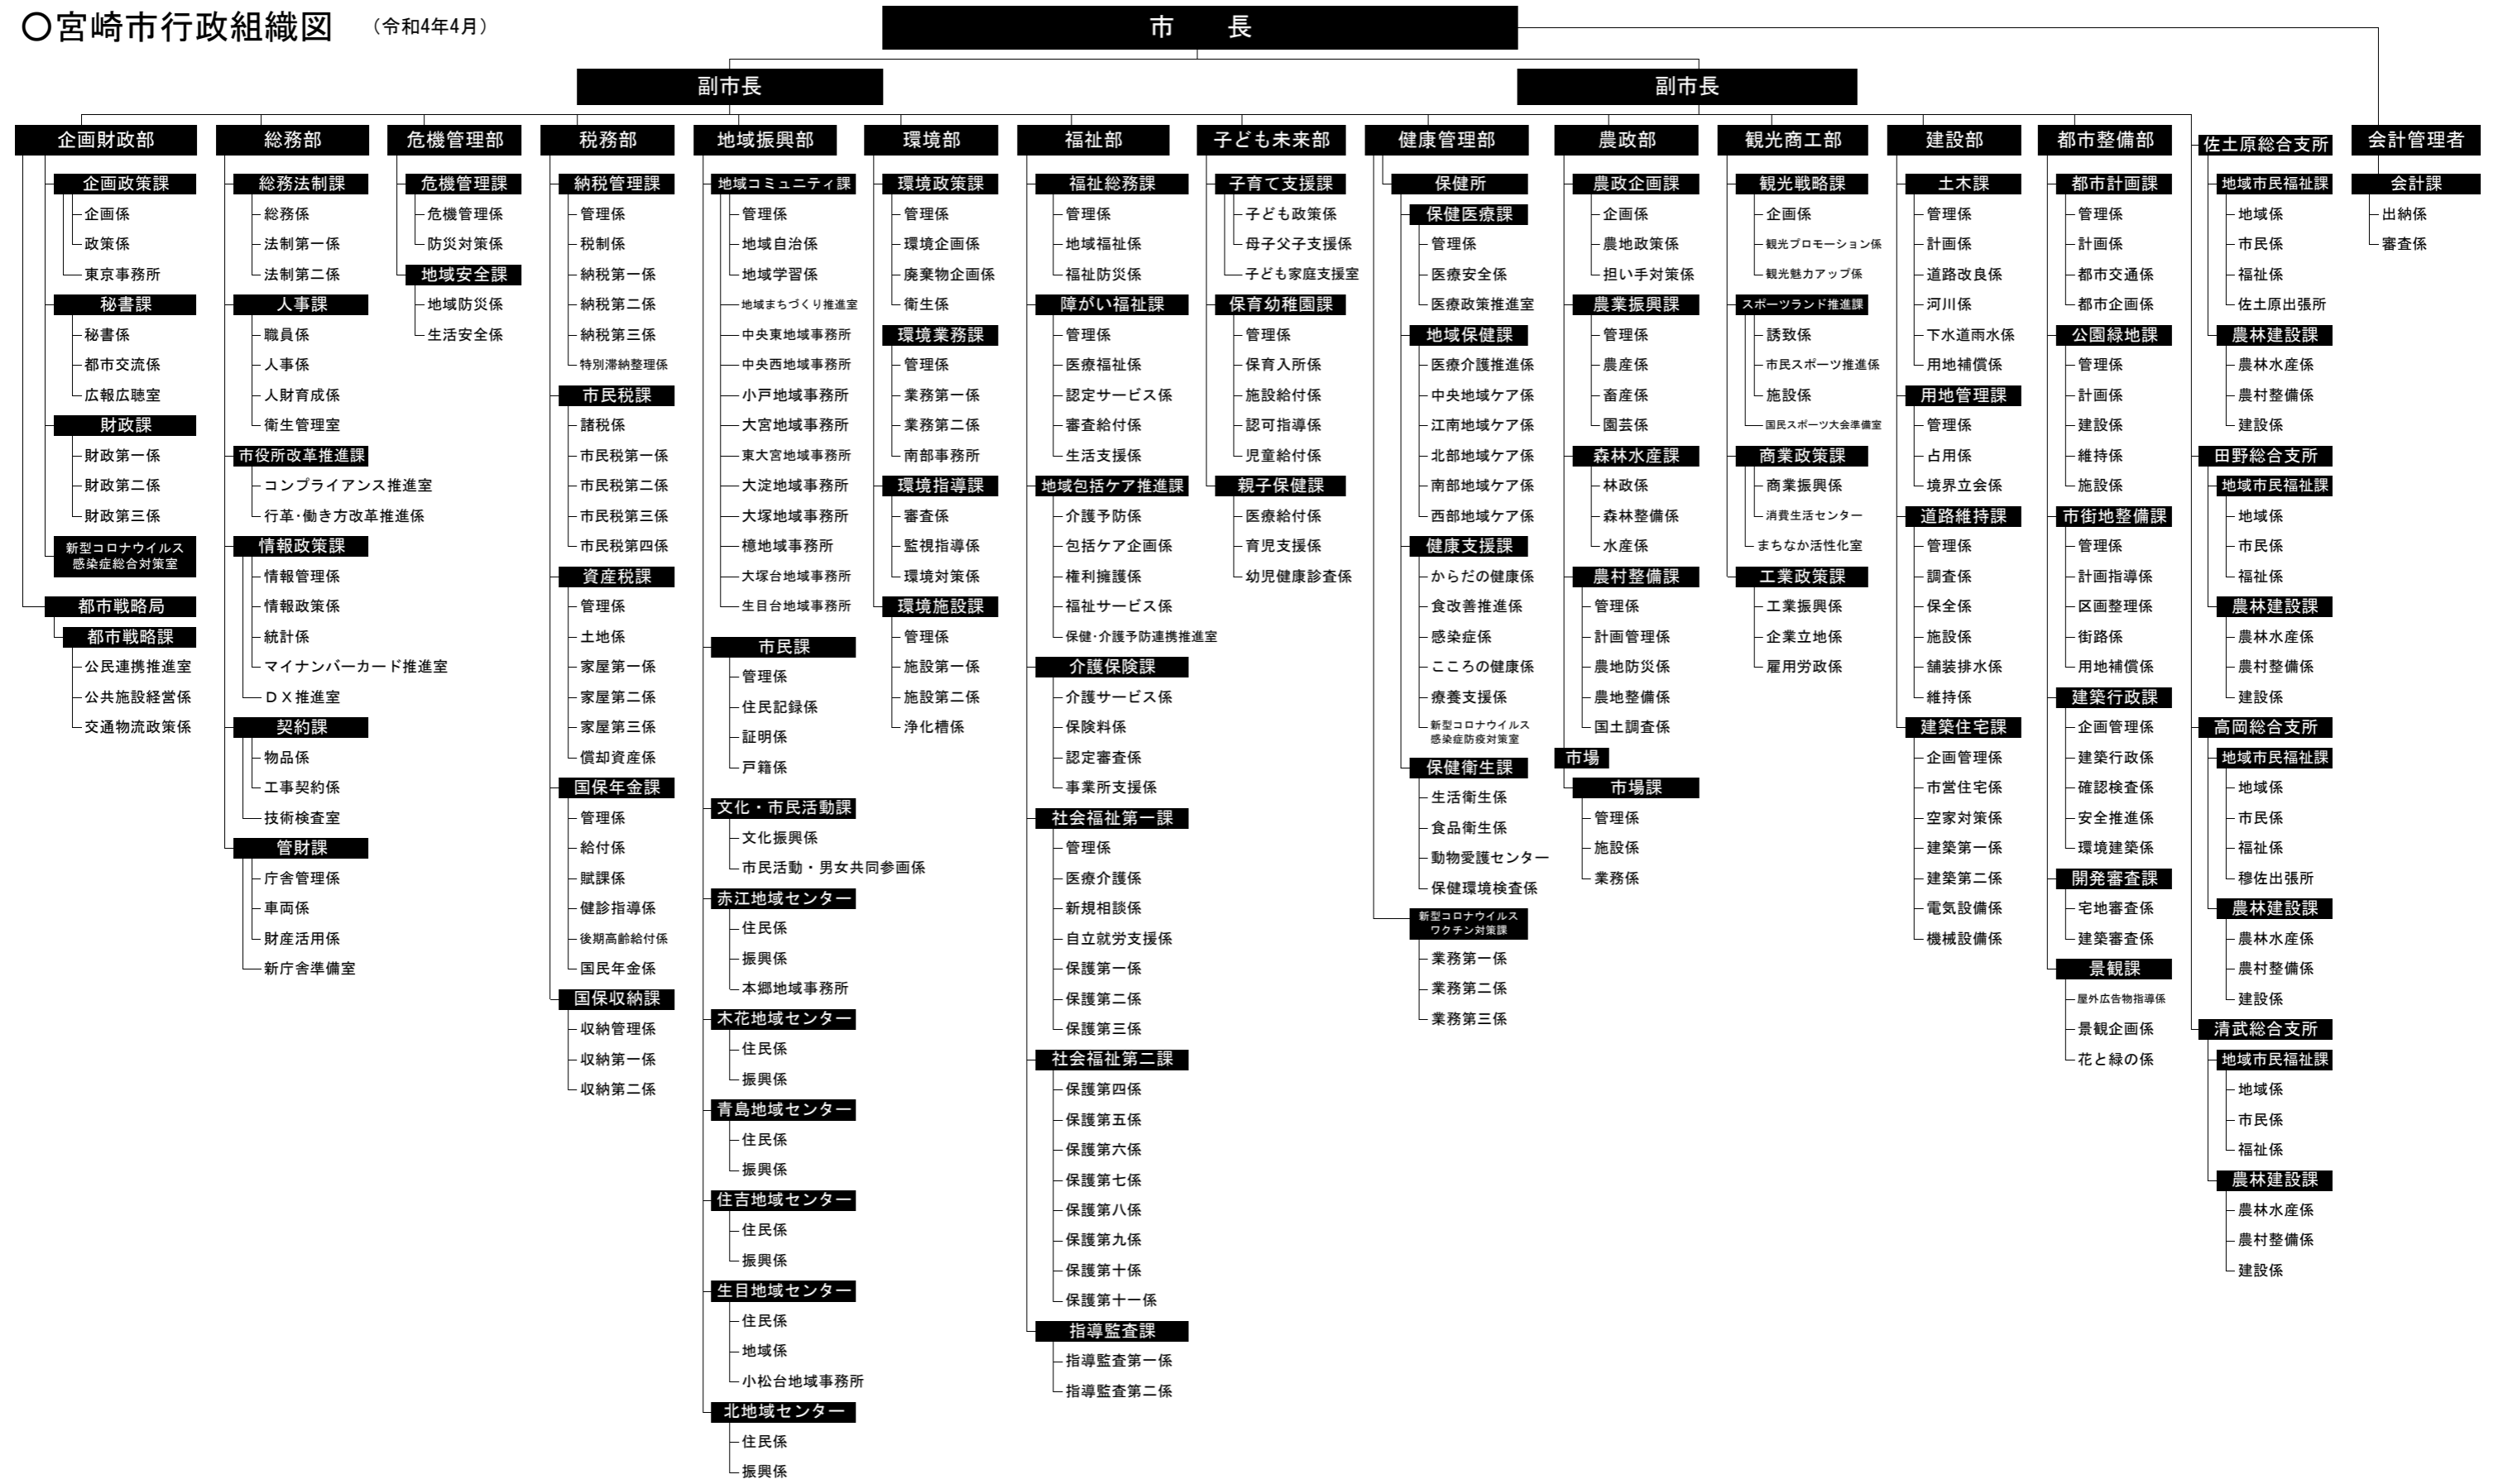 〇宮崎市行政組織図 （令和4年4月）
市 長
副市長
副市長
企画財政部
企画政策課
企画係
政策係
東京事務所
秘書課
秘書係
都市交流係
広報広聴室
財政課
財政第一係
財政第二係
財政第三係
新型コロナウイルス
感染症総合対策室
都市戦略局
都市戦略課
公民連携推進室
公共施設経営係
交通物流政策係
総務部
総務法制課
総務係
法制第一係
法制第二係
人事課
職員係
人事係
人財育成係
衛生管理室
市役所改革推進課
コンプライアンス推進室
行革･働き方改革推進係
情報政策課
情報管理係
情報政策係
統計係
マイナンバーカード推進室
ＤＸ推進室
契約課
物品係
工事契約係
技術検査室
管財課
庁舎管理係
車両係
財産活用係
新庁舎準備室
危機管理部
危機管理課
危機管理係
防災対策係
地域安全課
地域防災係
生活安全係
税務部
納税管理課
管理係
税制係
納税第一係
納税第二係
納税第三係
特別滞納整理係
市民税課
諸税係
市民税第一係
市民税第二係
市民税第三係
市民税第四係
資産税課
管理係
土地係
家屋第一係
家屋第二係
家屋第三係
償却資産係
国保年金課
管理係
給付係
賦課係
健診指導係
後期高齢給付係
国民年金係
国保収納課
収納管理係
収納第一係
収納第二係
地域振興部
地域コミュニティ課
管理係
地域自治係
地域学習係
地域まちづくり推進室
中央東地域事務所
中央西地域事務所
小戸地域事務所
大宮地域事務所
東大宮地域事務所
大淀地域事務所
大塚地域事務所
檍地域事務所
大塚台地域事務所
生目台地域事務所
市民課
管理係
住民記録係
証明係
戸籍係
文化・市民活動課
文化振興係
市民活動・男女共同参画係
赤江地域センター
住民係
振興係
本郷地域事務所
木花地域センター
住民係
振興係
青島地域センター
住民係
振興係
住吉地域センター
住民係
振興係
生目地域センター
住民係
地域係
小松台地域事務所
北地域センター
住民係
振興係
環境部
環境政策課
管理係
環境企画係
廃棄物企画係
衛生係
環境業務課
管理係
業務第一係
業務第二係
南部事務所
環境指導課
審査係
監視指導係
環境対策係
環境施設課
管理係
施設第一係
施設第二係
浄化槽係
福祉部
福祉総務課
管理係
地域福祉係
福祉防災係
障がい福祉課
管理係
医療福祉係
認定サービス係
審査給付係
生活支援係
地域包括ケア推進課
介護予防係
包括ケア企画係
権利擁護係
福祉サービス係
保健･介護予防連携推進室
介護保険課
介護サービス係
保険料係
認定審査係
事業所支援係
社会福祉第一課
管理係
医療介護係
新規相談係
自立就労支援係
保護第一係
保護第二係
保護第三係
社会福祉第二課
保護第四係
保護第五係
保護第六係
保護第七係
保護第八係
保護第九係
保護第十係
保護第十一係
指導監査課
指導監査第一係
指導監査第二係
子ども未来部
子育て支援課
子ども政策係
母子父子支援係
子ども家庭支援室
保育幼稚園課
管理係
保育入所係
施設給付係
認可指導係
児童給付係
親子保健課
医療給付係
育児支援係
幼児健康診査係
健康管理部
保健所
保健医療課
管理係
医療安全係
医療政策推進室
地域保健課
医療介護推進係
中央地域ケア係
江南地域ケア係
北部地域ケア係
南部地域ケア係
西部地域ケア係
健康支援課
からだの健康係
食改善推進係
感染症係
こころの健康係
療養支援係
新型コロナウイルス
感染症防疫対策室
保健衛生課
生活衛生係
食品衛生係
動物愛護センター
保健環境検査係
新型コロナウイルス
ワクチン対策課
業務第一係
業務第二係
業務第三係
農政部
農政企画課
企画係
農地政策係
担い手対策係
農業振興課
管理係
農産係
畜産係
園芸係
森林水産課
林政係
森林整備係
水産係
農村整備課
管理係
計画管理係
農地防災係
農地整備係
国土調査係
市場
市場課
管理係
施設係
業務係
観光商工部
観光戦略課
企画係
観光プロモーション係
観光魅力アップ係
スポーツランド推進課
誘致係
市民スポーツ推進係
施設係
国民スポーツ大会準備室
商業政策課
商業振興係
消費生活センター
まちなか活性化室
工業政策課
工業振興係
企業立地係
雇用労政係
建設部
土木課
管理係
計画係
道路改良係
河川係
下水道雨水係
用地補償係
用地管理課
管理係
占用係
境界立会係
道路維持課
管理係
調査係
保全係
施設係
舗装排水係
維持係
建築住宅課
企画管理係
市営住宅係
空家対策係
建築第一係
建築第二係
電気設備係
機械設備係
都市整備部
都市計画課
管理係
計画係
都市交通係
都市企画係
公園緑地課
管理係
計画係
建設係
維持係
施設係
市街地整備課
管理係
計画指導係
区画整理係
街路係
用地補償係
建築行政課
企画管理係
建築行政係
確認検査係
安全推進係
環境建築係
開発審査課
宅地審査係
建築審査係
景観課
屋外広告物指導係
景観企画係
花と緑の係
佐土原総合支所
地域市民福祉課
地域係
市民係
福祉係
佐土原出張所
農林建設課
農林水産係
農村整備係
建設係
田野総合支所
地域市民福祉課
地域係
市民係
福祉係
農林建設課
農林水産係
農村整備係
建設係
高岡総合支所
地域市民福祉課
地域係
市民係
福祉係
穆佐出張所
農林建設課
農林水産係
農村整備係
建設係
清武総合支所
地域市民福祉課
地域係
市民係
福祉係
農林建設課
農林水産係
農村整備係
建設係
会計管理者
会計課
出納係
審査係